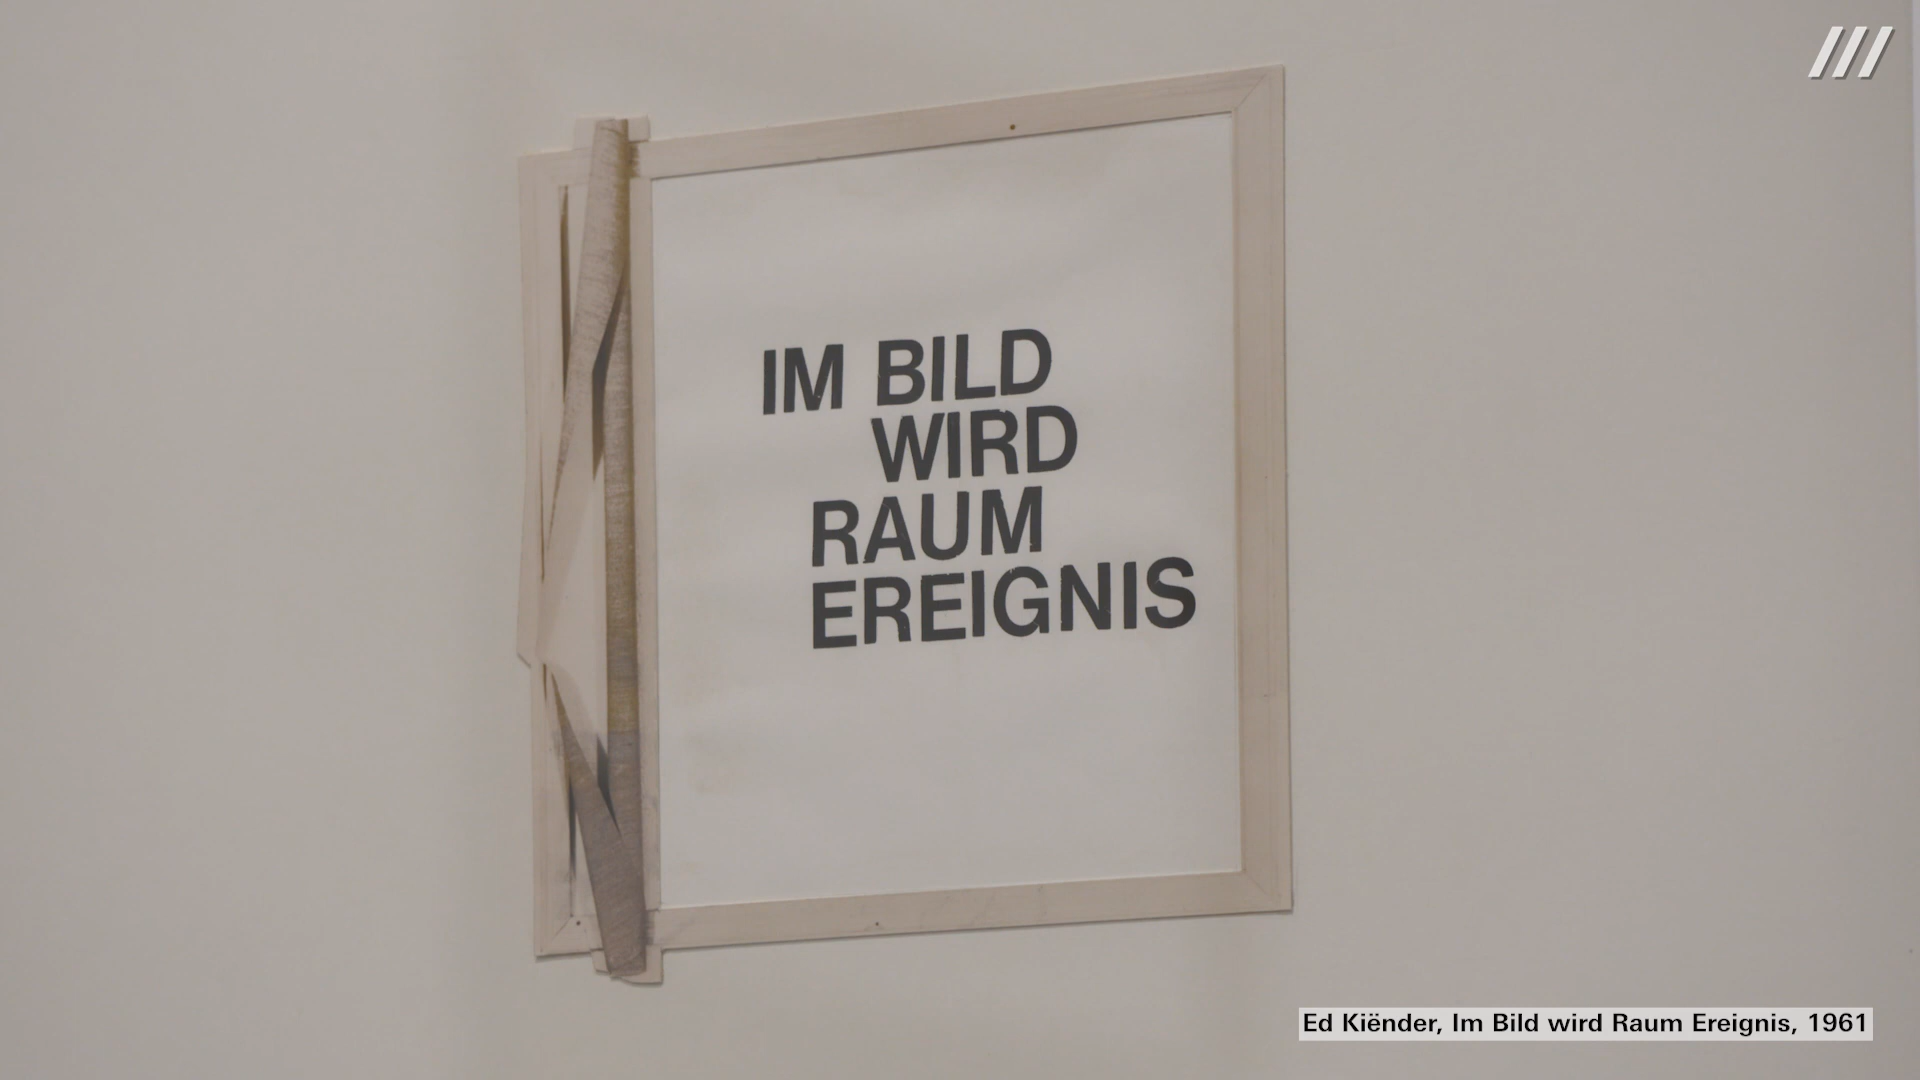 IM BILD
WIRD
RAUM
EREIGNIS
Ed Kiënder, Im Bild wird Raum Ereignis, 1961